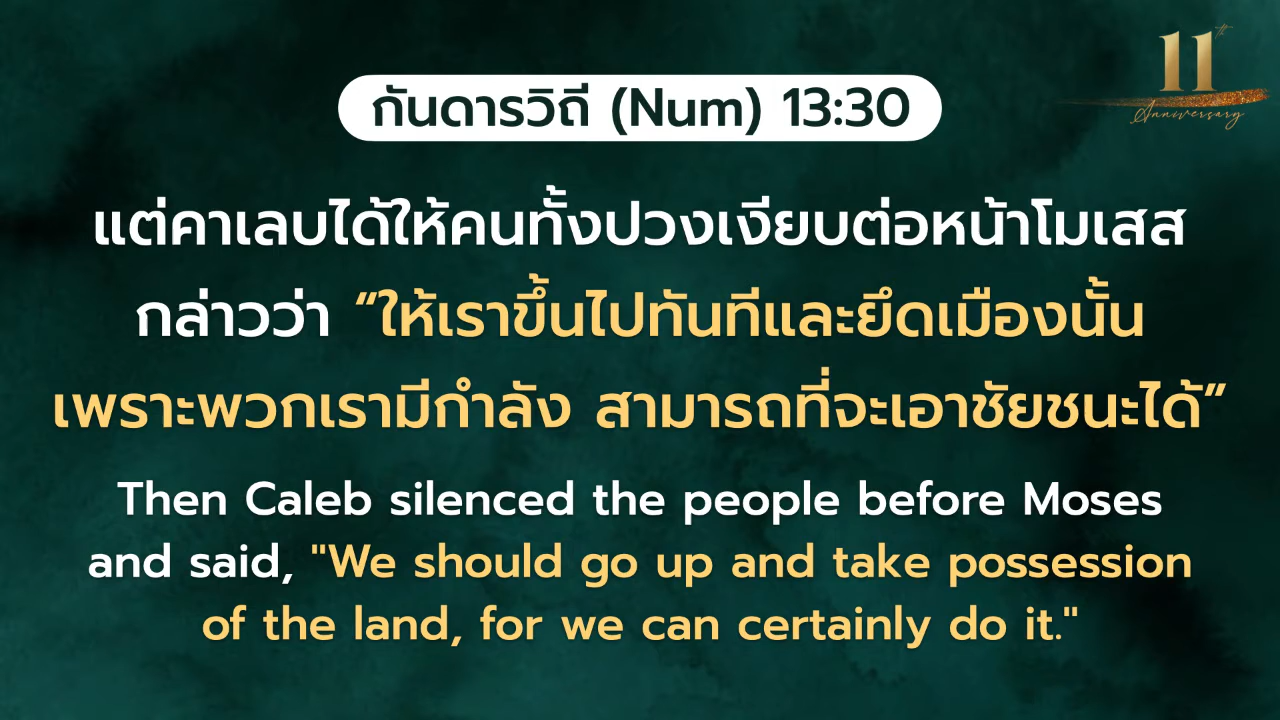 11th
Anniversary
กันดารวิถี (Num) 13:30
แต่คาเลบได้ให้คนทั้งปวงเงียบต่อหน้าโมเสส
กล่าวว่า “ให้เราขึ้นไปทันทีและยึดเมืองนั้น
เพราะพวกเรามีกำลัง สามารถที่จะเอาชัยชนะได้”
Then Caleb silenced the people before Moses
and said, "We should go up and take possession
of the land, for we can certainly do it."